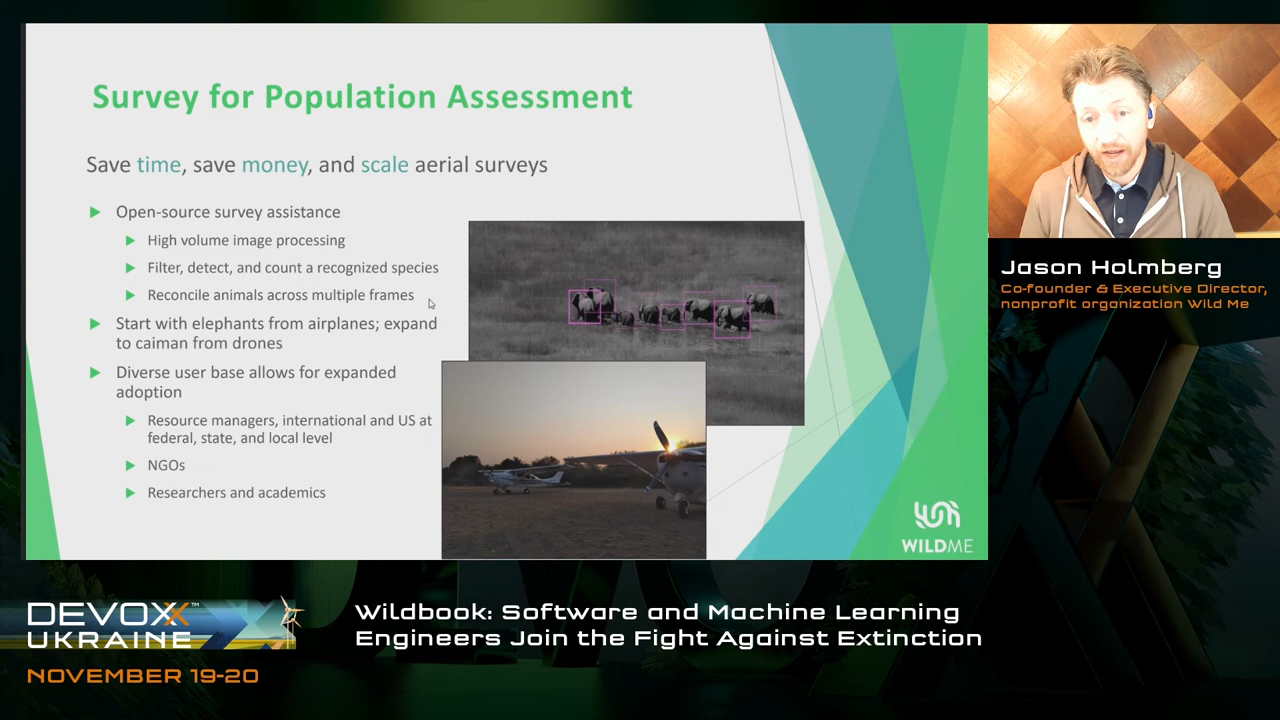 Survey for Population Assessment
Save time, save money, and scale aerial surveys
Open-source survey assistance
High volume image processing
Filter, detect, and count a recognized species
Reconcile animals across multiple frames
Start with elephants from airplanes; expand
to caiman from drones
Diverse user base allows for expanded
adoption
Resource managers, international and US at
federal, state, and local level
NGOs
Researchers and academics
WILDME
Jason Holmberg
Co-founder & Executive Director,
nonprofit organization Wild Me
DEVOXX™
UKRAINE
NOVEMBER 19-20
Wildbook: Software and Machine Learning
Engineers Join the Fight Against Extinction